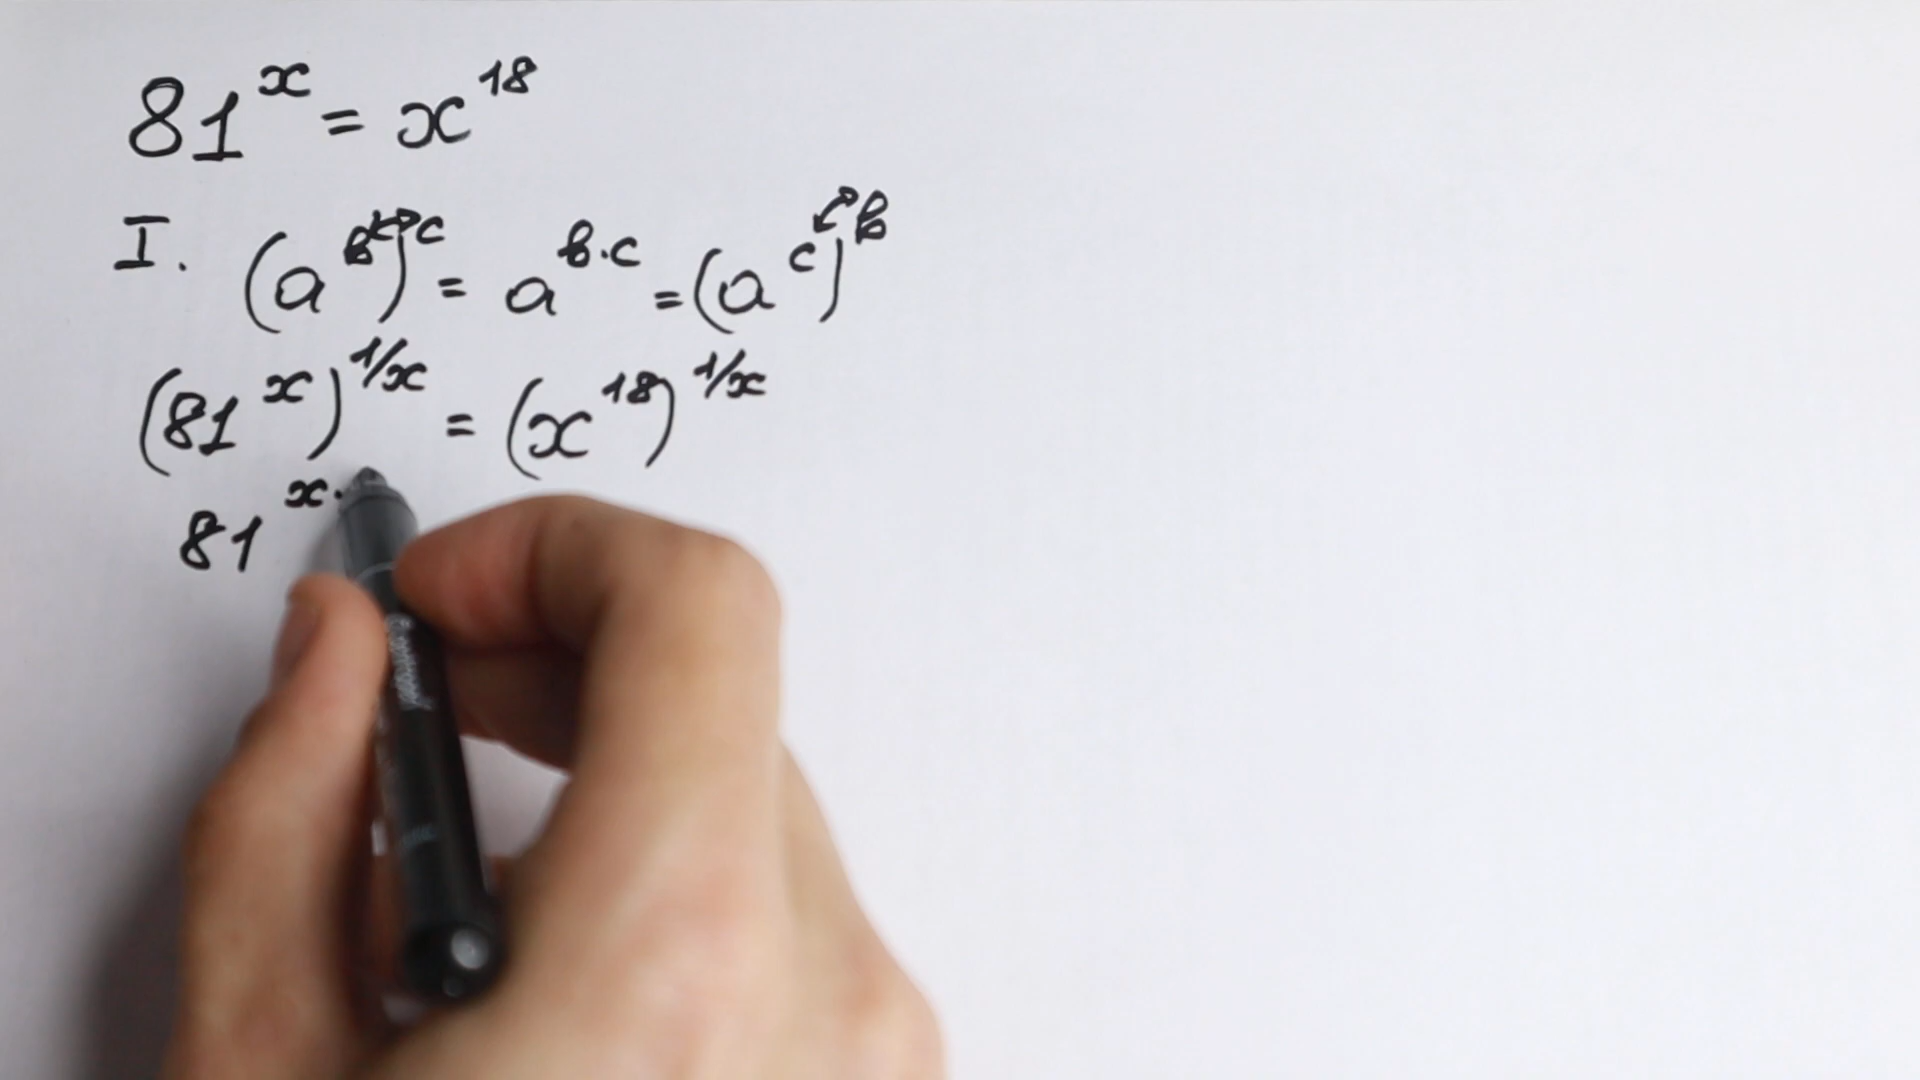 81^x = x^18
I. (a^b)^c = a^b·c = (a^c)^b
(81^x)^1/x = (x^18)^1/x
81^x·